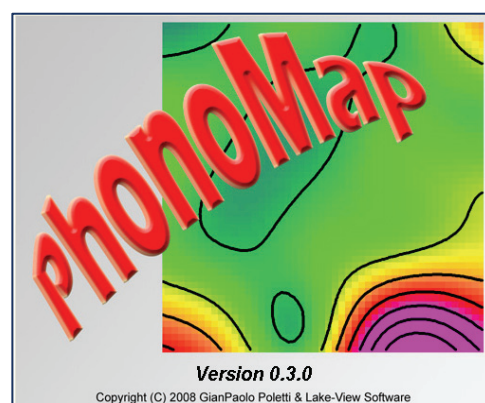 PhonoMap
Version 0.3.0
Copyright (C) 2008 GianPaolo Poletti & Lake-View Software